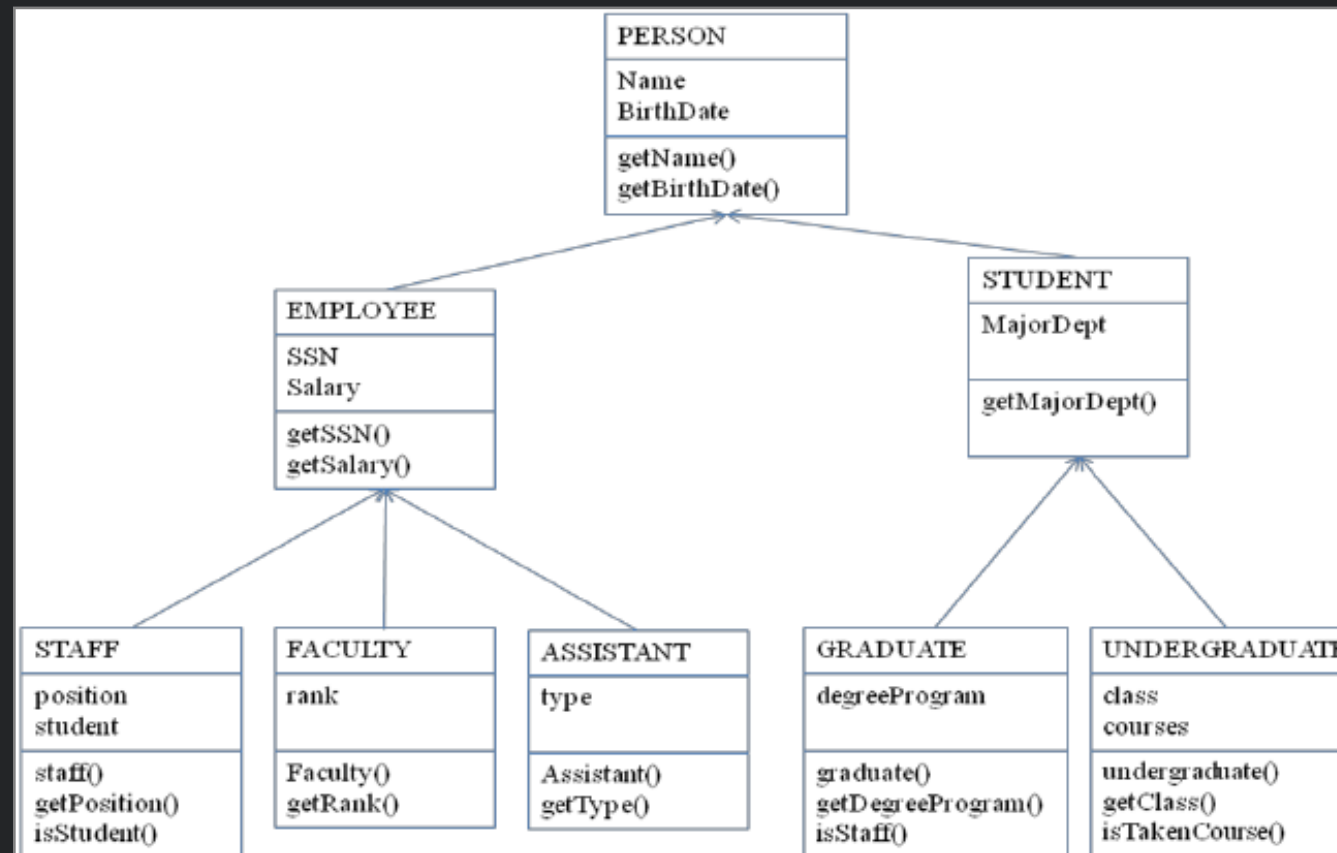 PERSON
Name
BirthDate
getName()
getBirthDate()
EMPLOYEE
SSN
Salary
getSSN()
getSalary()
STUDENT
MajorDept
getMajorDept()
STAFF
position
student
staff()
getPosition()
isStudent()
FACULTY
rank
Faculty()
getRank()
ASSISTANT
type
Assistant()
getType()
GRADUATE
degreeProgram
graduate()
getDegreeProgram()
isStaff()
UNDERGRADUATE
class
courses
undergraduate()
getClass()
isTakenCourse()